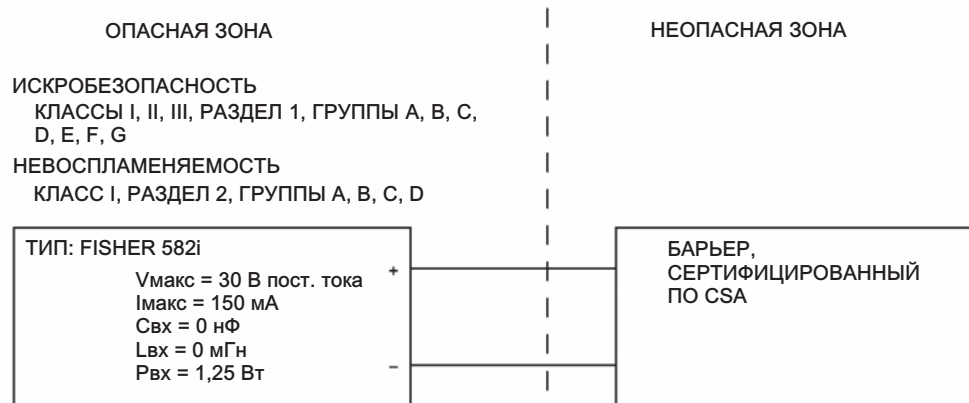 ОПАСНАЯ ЗОНА
НЕОПАСНАЯ ЗОНА
ИСКРОБЕЗОПАСНОСТЬ
КЛАССЫ I, II, III, РАЗДЕЛ 1, ГРУППЫ A, B, C,
D, E, F, G
НЕВОСПЛАМЕНЯЕМОСТЬ
КЛАСС I, РАЗДЕЛ 2, ГРУППЫ A, B, C, D
ТИП: FISHER 582i
Vмакс = 30 В пост. тока
Iмакс = 150 мА
Cвх = 0 нФ
Lвх = 0 мГн
Pвх = 1,25 Вт
+
−
БАРЬЕР,
СЕРТИФИЦИРОВАННЫЙ
ПО CSA